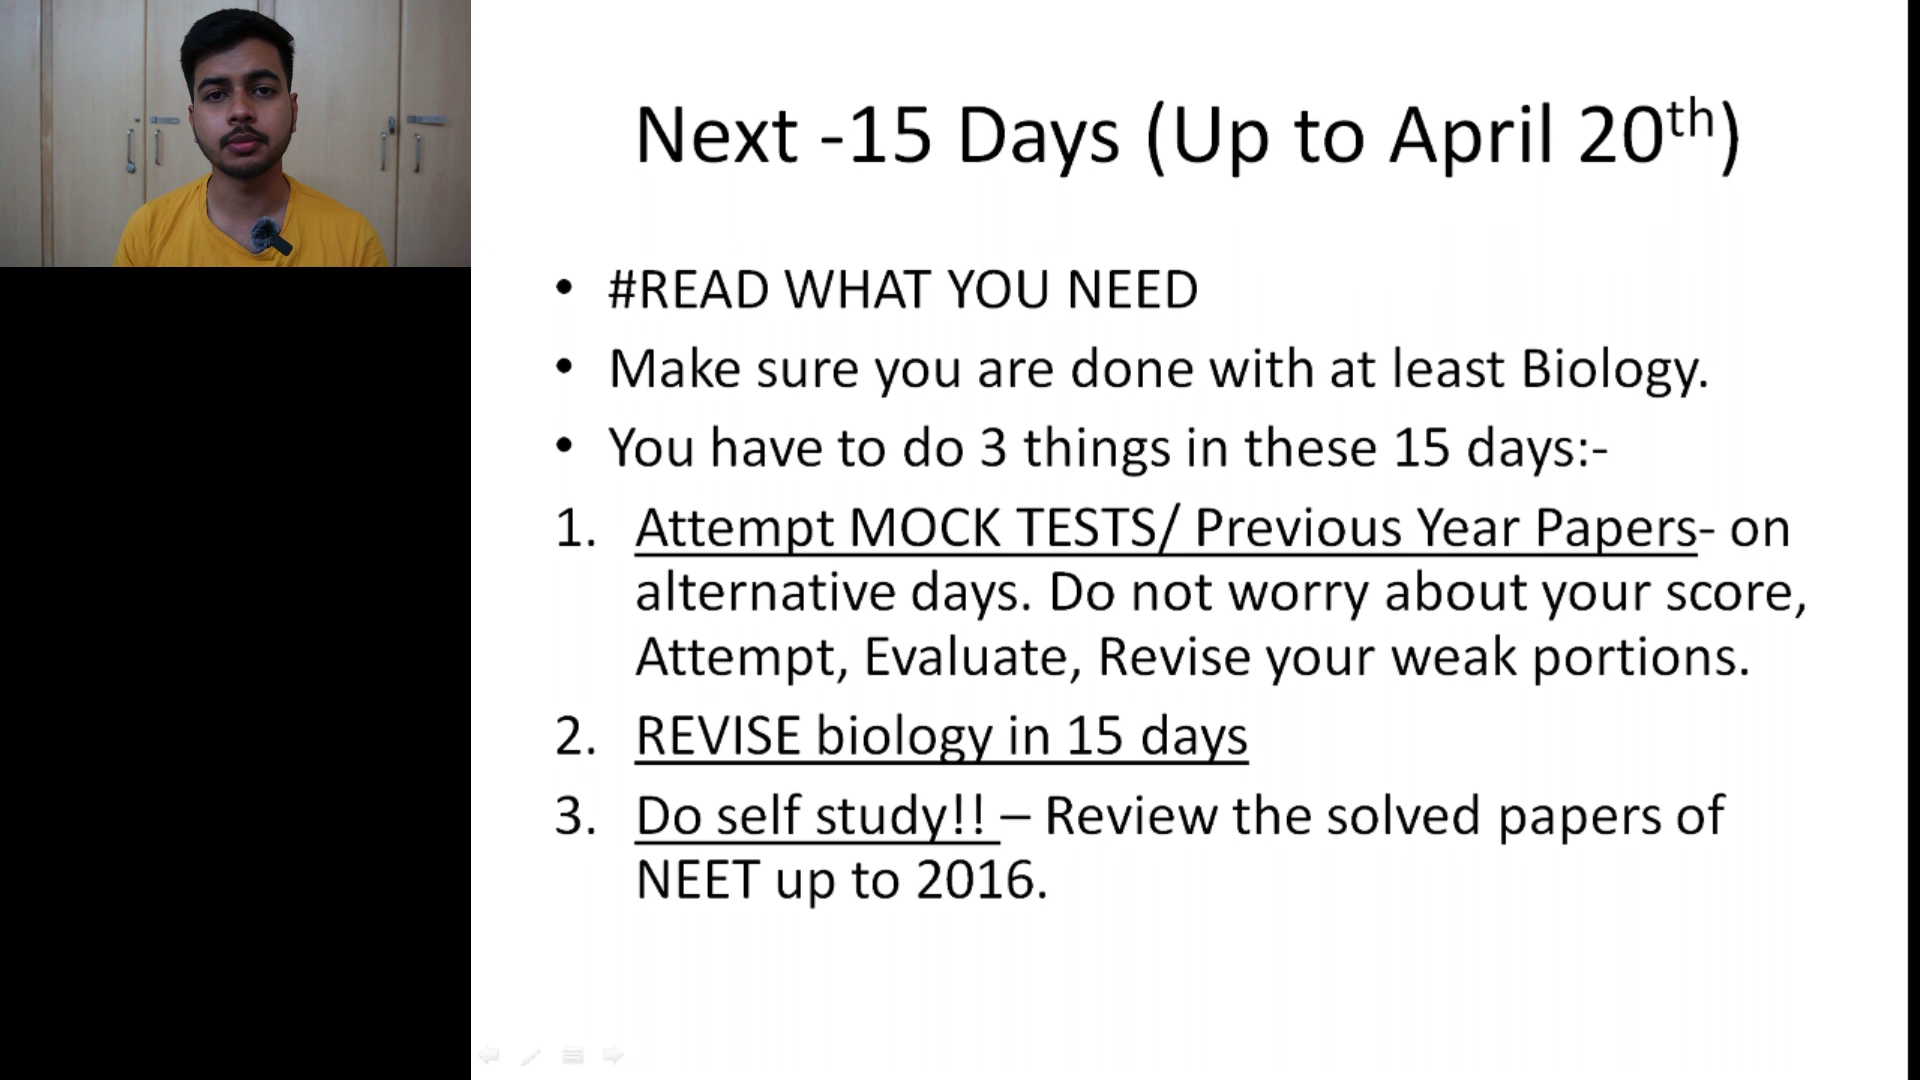 Next -15 Days (Up to April 20th)
• #READ WHAT YOU NEED
• Make sure you are done with at least Biology.
• You have to do 3 things in these 15 days:-
1. Attempt MOCK TESTS/ Previous Year Papers- on
alternative days. Do not worry about your score,
Attempt, Evaluate, Revise your weak portions.
2. REVISE biology in 15 days
3. Do self study!! – Review the solved papers of
NEET up to 2016.